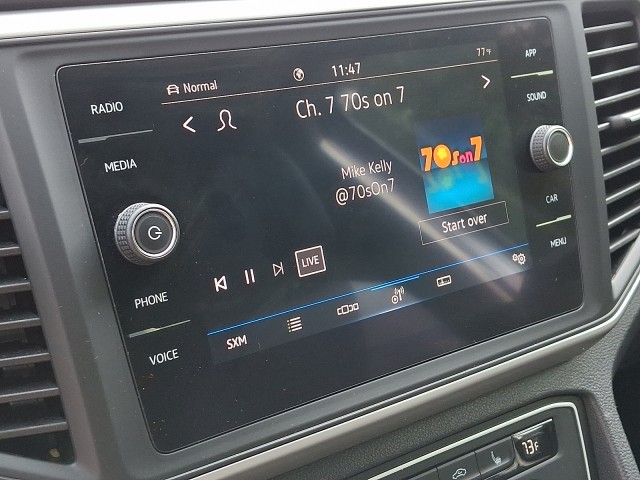 RADIO
MEDIA
PHONE
VOICE
Normal
11:47
77°F
Ch. 7 70s on 7
Mike Kelly
@70sOn7
70s on 7
Start over
LIVE
SXM
APP
SOUND
CAR
MENU
73°F